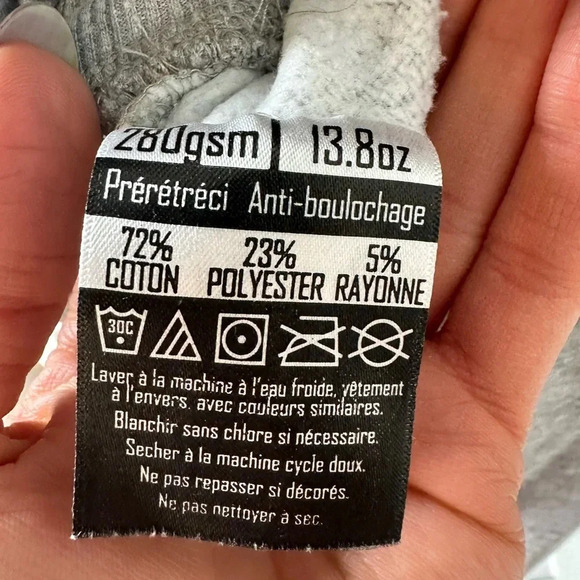 280gsm | 13.8oz
Prérétréci Anti-boulochage
72% 23% 5%
COTON POLYESTER RAYONNE
30C
Laver à la machine à l'eau froide, vêtement
à l'envers. avec couleurs similaires.
Blanchir sans chlore si nécessaire.
Secher à la machine cycle doux.
Ne pas repasser si décorés.
Ne pas nettoyer à sec.